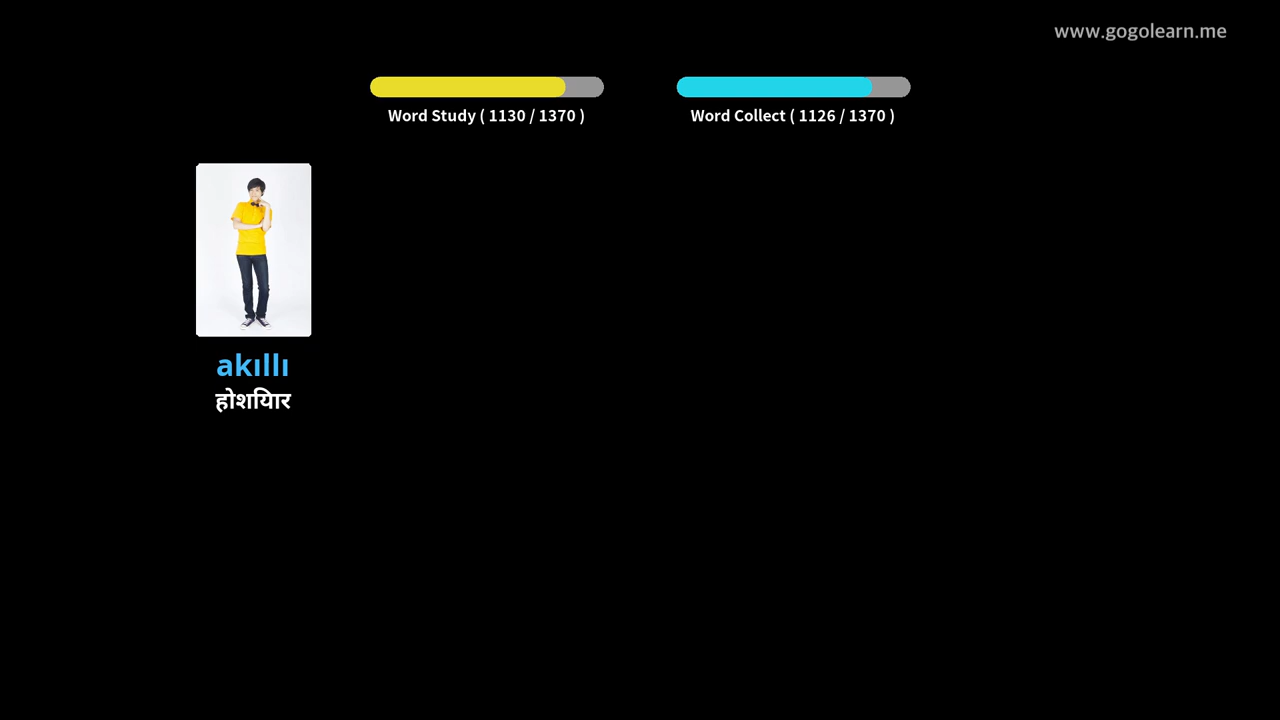 www.gogolearn.me
Word Study ( 1130 / 1370 )
Word Collect ( 1126 / 1370 )
akıllı
होशियार